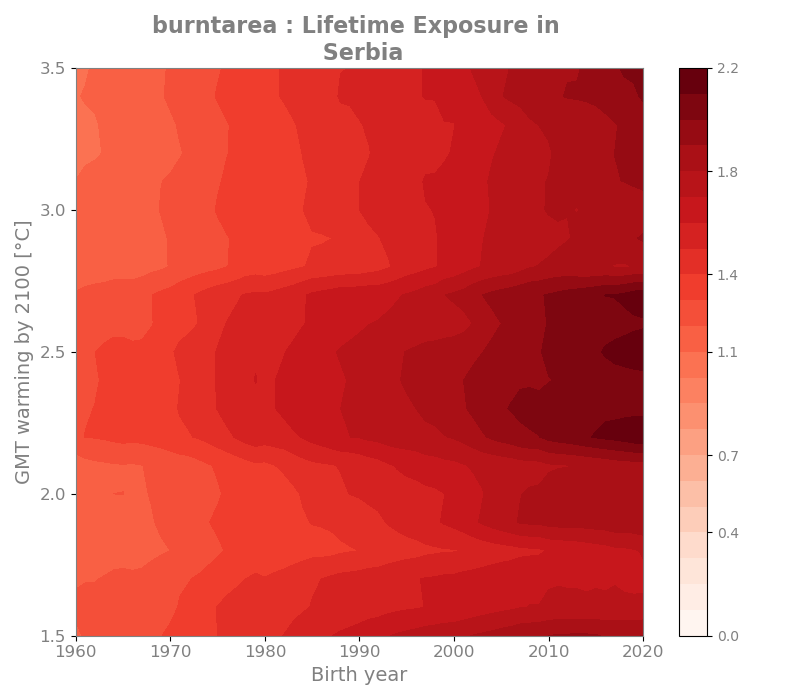 burntarea : Lifetime Exposure in
Serbia
GMT warming by 2100 [°C]
3.5
3.0
2.5
2.0
1.5
1960 1970 1980 1990 2000 2010 2020
Birth year
2.2
1.8
1.4
1.1
0.7
0.4
0.0